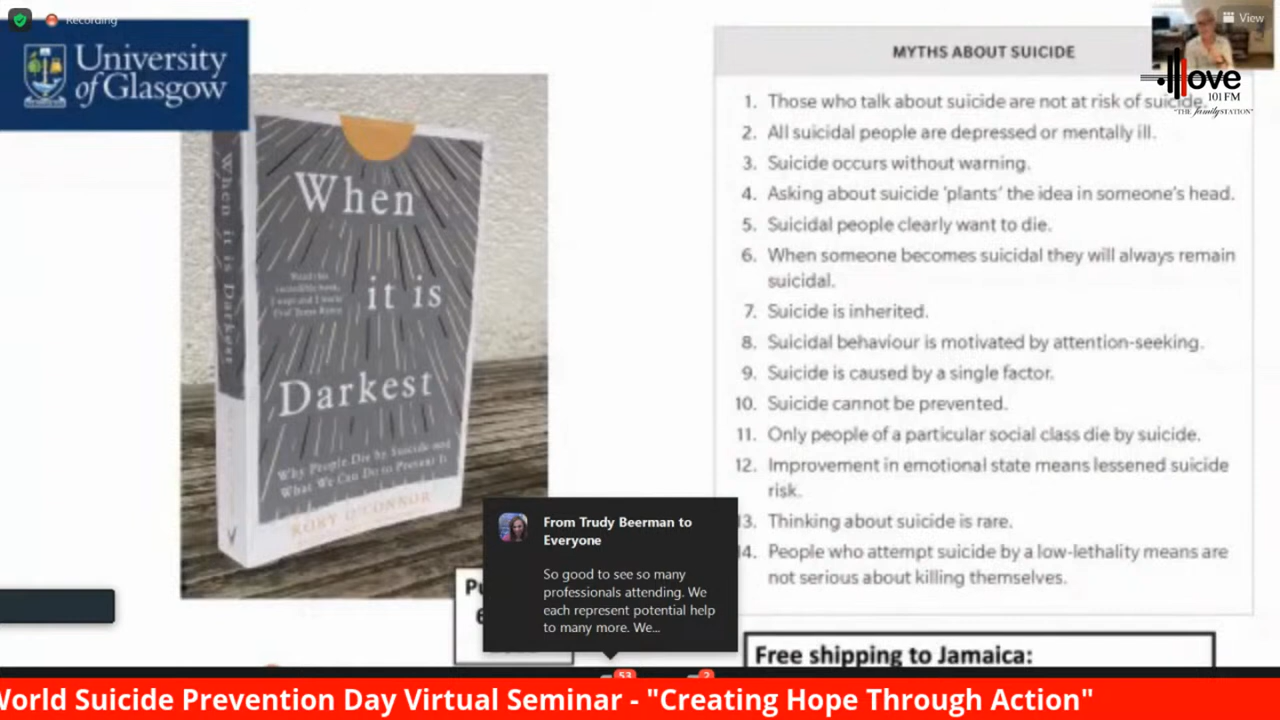 Recording
View
University
of Glasgow
love
101 FM
"THE family STATION"
When it is Darkest
When
it is
Darkest
Why People Die by Suicide and
What We Can Do to Prevent It
RORY O'CONNOR
MYTHS ABOUT SUICIDE
1. Those who talk about suicide are not at risk of suicide.
2. All suicidal people are depressed or mentally ill.
3. Suicide occurs without warning.
4. Asking about suicide 'plants' the idea in someone's head.
5. Suicidal people clearly want to die.
6. When someone becomes suicidal they will always remain
suicidal.
7. Suicide is inherited.
8. Suicidal behaviour is motivated by attention-seeking.
9. Suicide is caused by a single factor.
10. Suicide cannot be prevented.
11. Only people of a particular social class die by suicide.
12. Improvement in emotional state means lessened suicide
risk.
13. Thinking about suicide is rare.
14. People who attempt suicide by a low-lethality means are
not serious about killing themselves.
From Trudy Beerman to
Everyone
So good to see so many
professionals attending. We
each represent potential help
to many more. We...
Free shipping to Jamaica:
53
2
World Suicide Prevention Day Virtual Seminar - "Creating Hope Through Action"